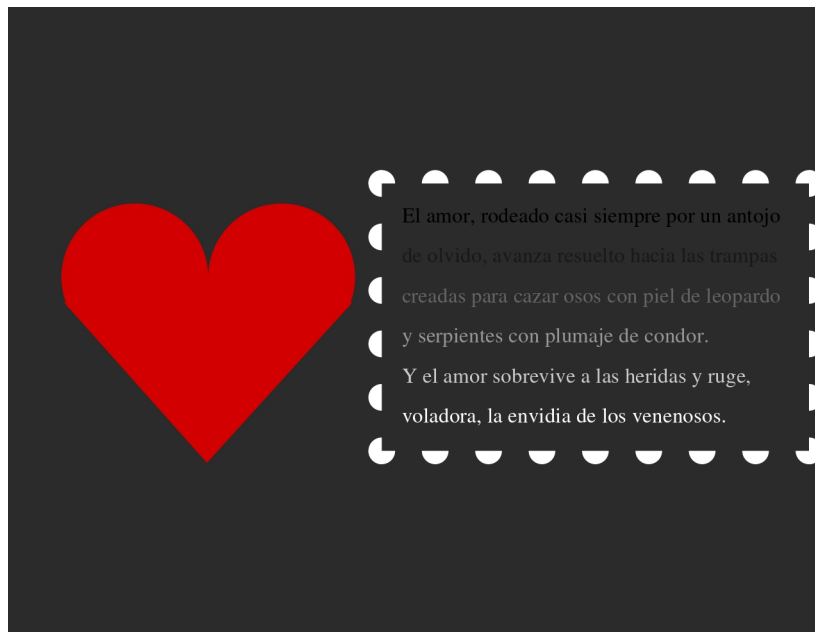 El amor, rodeado casi siempre por un antojo
de olvido, avanza resuelto hacia las trampas
creadas para cazar osos con piel de leopardo
y serpientes con plumaje de condor.
Y el amor sobrevive a las heridas y ruge,
voladora, la envidia de los venenosos.